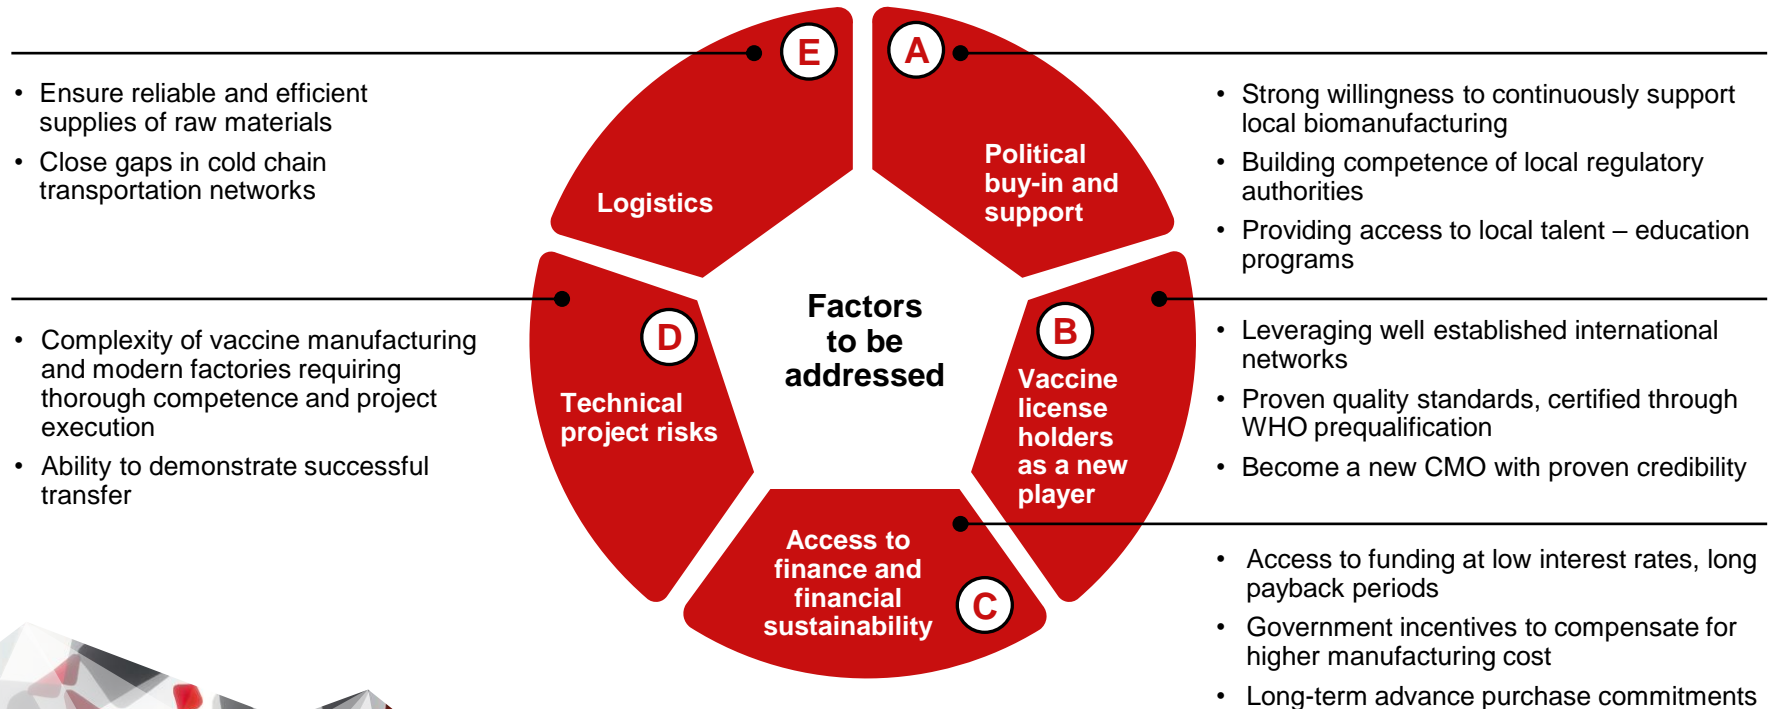 E
A
• Ensure reliable and efficient
supplies of raw materials
• Close gaps in cold chain
transportation networks
Logistics
Political
buy-in and
support
• Strong willingness to continuously support
local biomanufacturing
• Building competence of local regulatory
authorities
• Providing access to local talent – education
programs
Factors
to be
addressed
D
Technical
project risks
• Complexity of vaccine manufacturing
and modern factories requiring
thorough competence and project
execution
• Ability to demonstrate successful
transfer
B
Vaccine
license
holders
as a new
player
• Leveraging well established international
networks
• Proven quality standards, certified through
WHO prequalification
• Become a new CMO with proven credibility
Access to
finance and
financial
sustainability
C
• Access to funding at low interest rates, long
payback periods
• Government incentives to compensate for
higher manufacturing cost
• Long-term advance purchase commitments